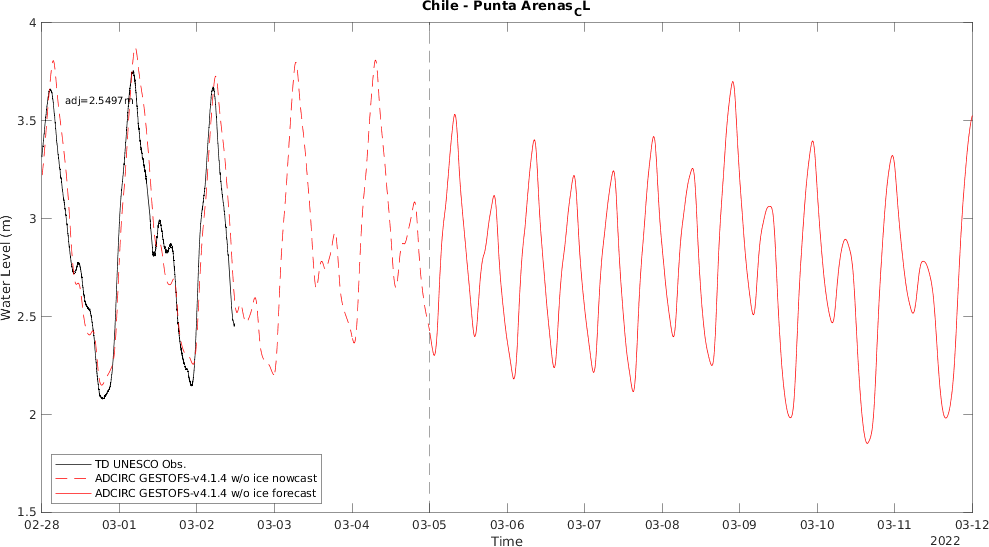 Chile - Punta Arenas_CL
4
3.5
3
2.5
2
1.5
Water Level (m)
adj=2.5497m
TD UNESCO Obs.
ADCIRC GESTOFS-v4.1.4 w/o ice nowcast
ADCIRC GESTOFS-v4.1.4 w/o ice forecast
02-28 03-01 03-02 03-03 03-04 03-05 03-06 03-07 03-08 03-09 03-10 03-11 03-12
Time
2022